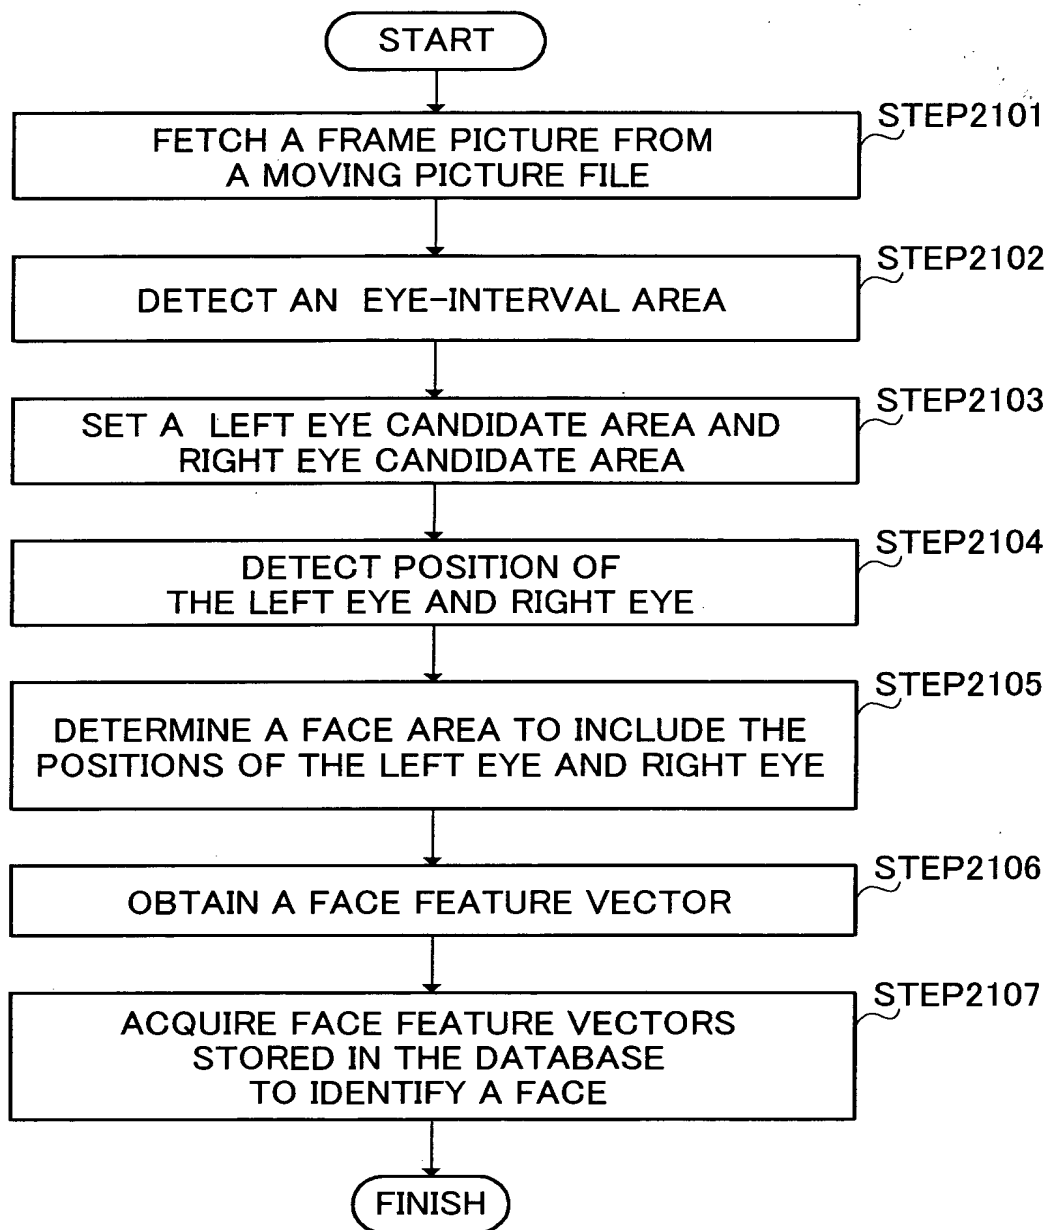 START
STEP2101
FETCH A FRAME PICTURE FROM
A MOVING PICTURE FILE
STEP2102
DETECT AN EYE-INTERVAL AREA
STEP2103
SET A LEFT EYE CANDIDATE AREA AND
RIGHT EYE CANDIDATE AREA
STEP2104
DETECT POSITION OF
THE LEFT EYE AND RIGHT EYE
STEP2105
DETERMINE A FACE AREA TO INCLUDE THE
POSITIONS OF THE LEFT EYE AND RIGHT EYE
STEP2106
OBTAIN A FACE FEATURE VECTOR
STEP2107
ACQUIRE FACE FEATURE VECTORS
STORED IN THE DATABASE
TO IDENTIFY A FACE
FINISH